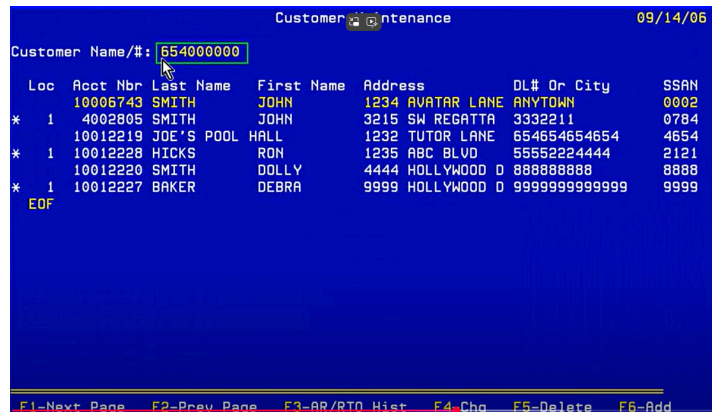 Customer Maintenance 09/14/06
Customer Name/#: 654000000
Loc Acct Nbr Last Name First Name Address DL# Or City SSAN
10006743 SMITH JOHN 1234 AVATAR LANE ANYTOWN 0002
* 1 4002805 SMITH JOHN 3215 SW REGATTA 3332211 0784
10012219 JOE'S POOL HALL 1232 TUTOR LANE 654654654654 4654
* 1 10012228 HICKS RON 1235 ABC BLVD 55552224444 2121
10012220 SMITH DOLLY 4444 HOLLYWOOD D 888888888 8888
* 1 10012227 BAKER DEBRA 9999 HOLLYWOOD D 9999999999999 9999
EOF
F1-Next Page F2-Prev Page F3-AR/RTO Hist F4-Chg F5-Delete F6-Add